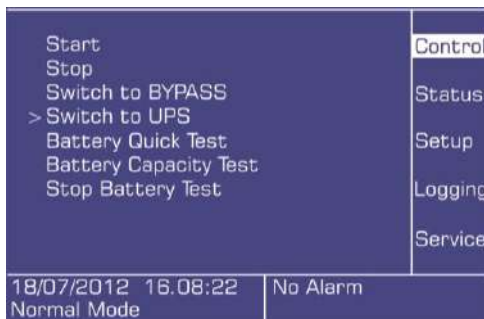 Start
Stop
Switch to BYPASS
> Switch to UPS
Battery Quick Test
Battery Capacity Test
Stop Battery Test
Control
Status
Setup
Logging
Service
18/07/2012 16.08:22
Normal Mode
No Alarm